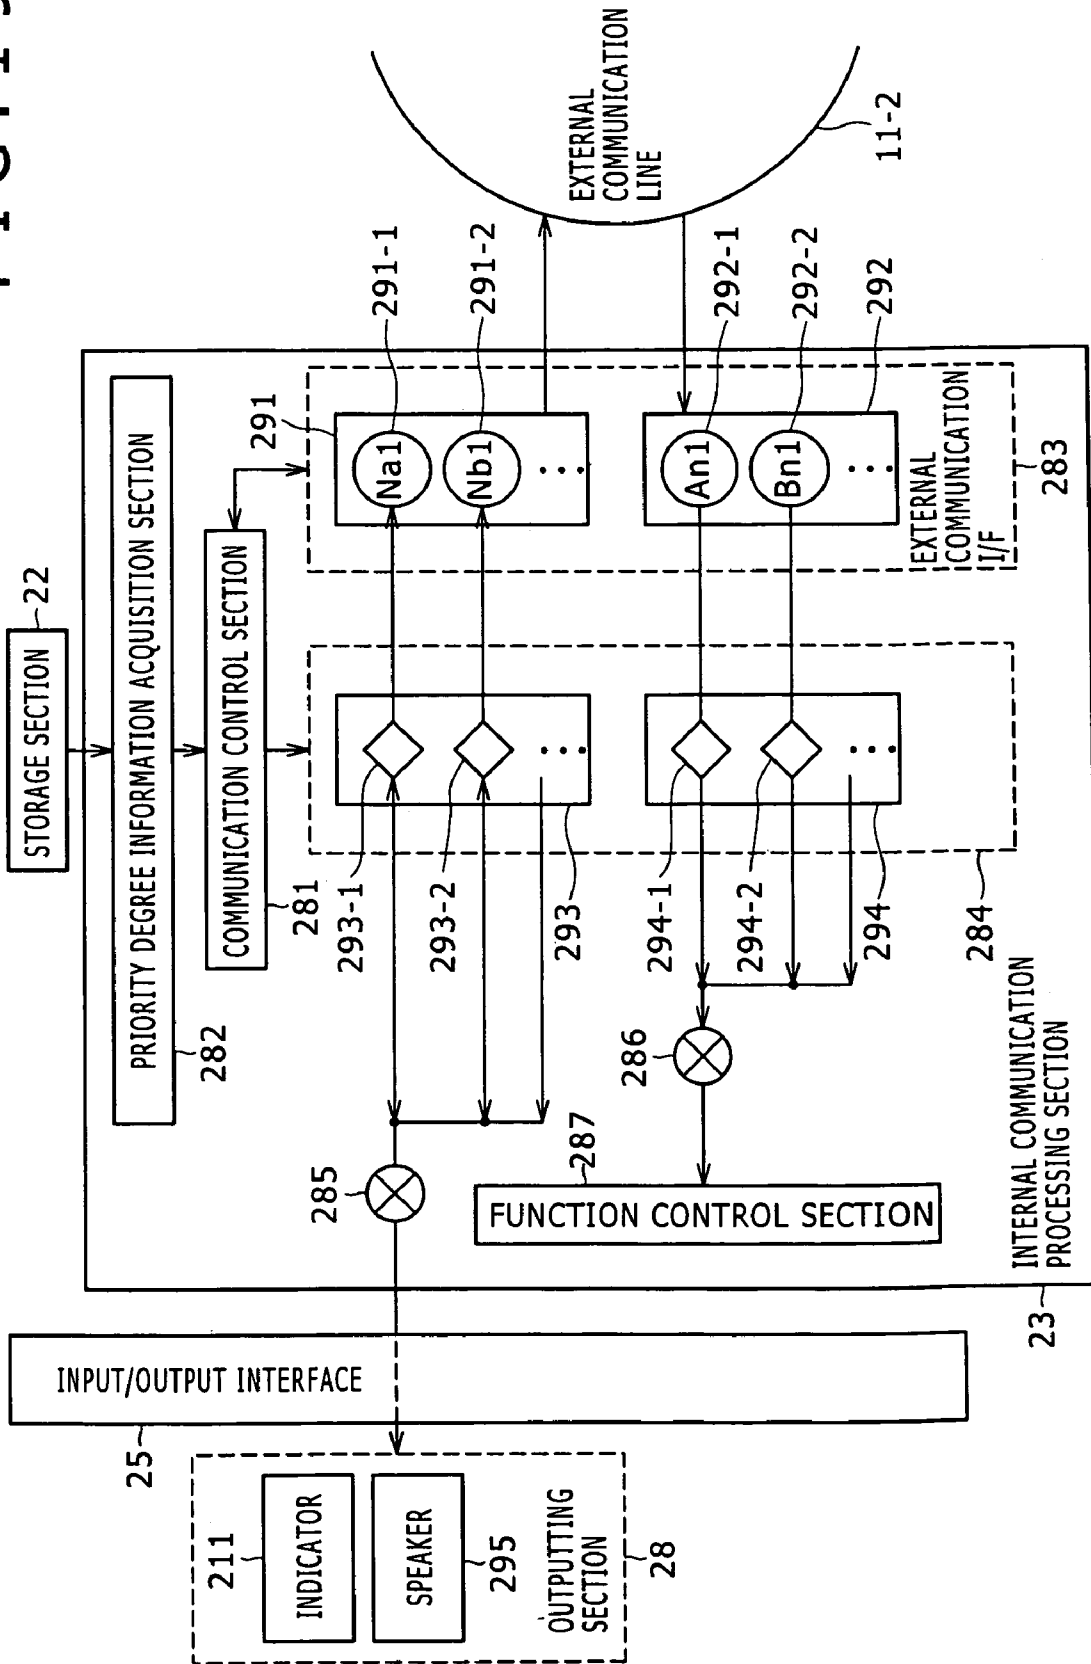 STORAGE SECTION
22
PRIORITY DEGREE INFORMATION ACQUISITION SECTION
282
COMMUNICATION CONTROL SECTION
281
291
Na1
291-1
Nb1
291-2
EXTERNAL
COMMUNICATION
LINE
11-2
An1
292-1
Bn1
292-2
292
EXTERNAL
COMMUNICATION
I/F
283
293-1
293-2
293
294-1
294-2
294
284
285
286
287
FUNCTION CONTROL SECTION
INTERNAL COMMUNICATION
PROCESSING SECTION
23
INPUT/OUTPUT INTERFACE
25
211
INDICATOR
SPEAKER
295
OUTPUTTING
SECTION
28